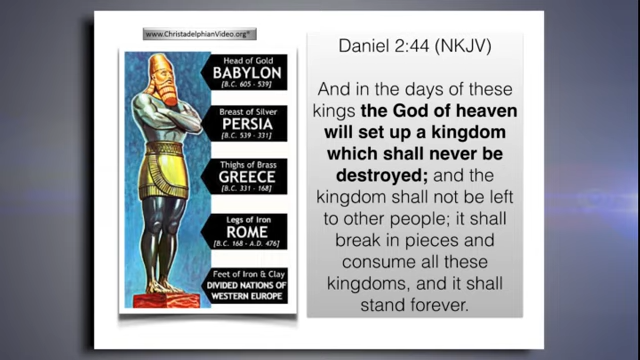 www.ChristadelphianVideo.org®
Head of Gold
BABYLON
[B.C. 605 - 539]
Breast of Silver
PERSIA
[B.C. 539 - 331]
Thighs of Brass
GREECE
[B.C. 331 - 168]
Legs of Iron
ROME
[B.C. 168 - A.D. 476]
Feet of Iron & Clay
DIVIDED NATIONS OF
WESTERN EUROPE
Daniel 2:44 (NKJV)
And in the days of these
kings the God of heaven
will set up a kingdom
which shall never be
destroyed; and the
kingdom shall not be left
to other people; it shall
break in pieces and
consume all these
kingdoms, and it shall
stand forever.